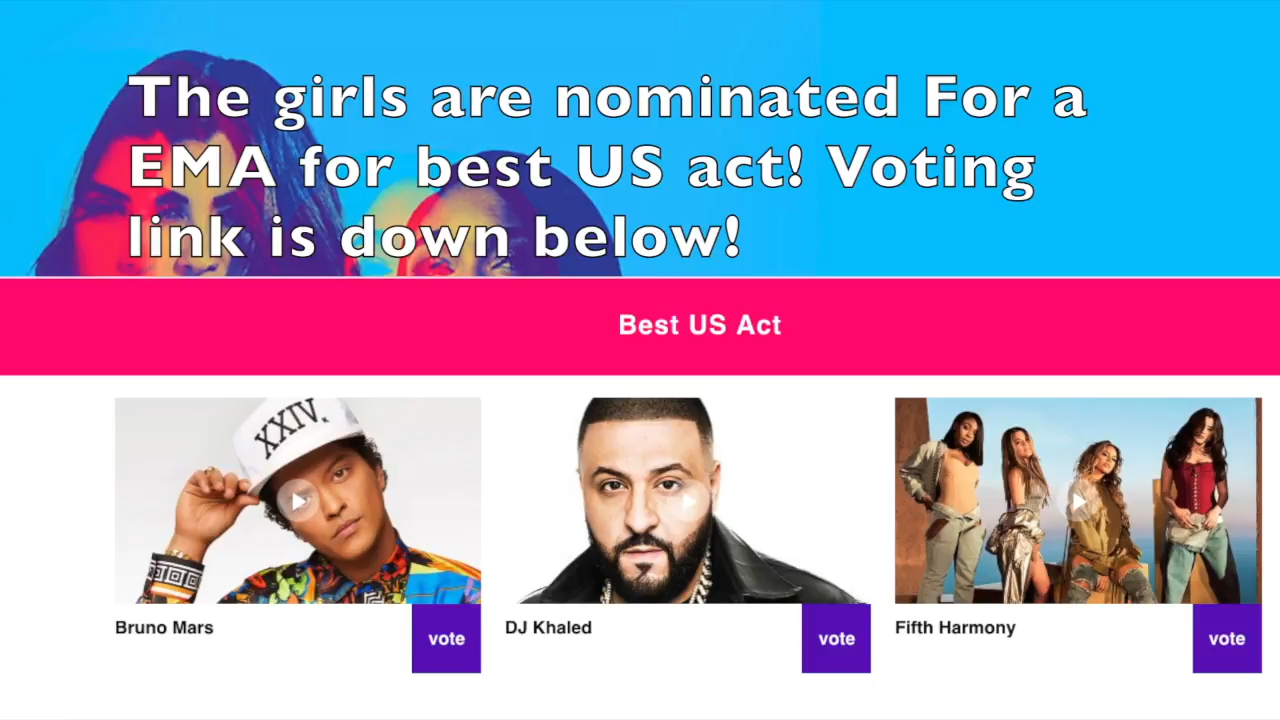 The girls are nominated For a
EMA for best US act! Voting
link is down below!
Best US Act
XXIV
Bruno Mars
vote
DJ Khaled
vote
Fifth Harmony
vote